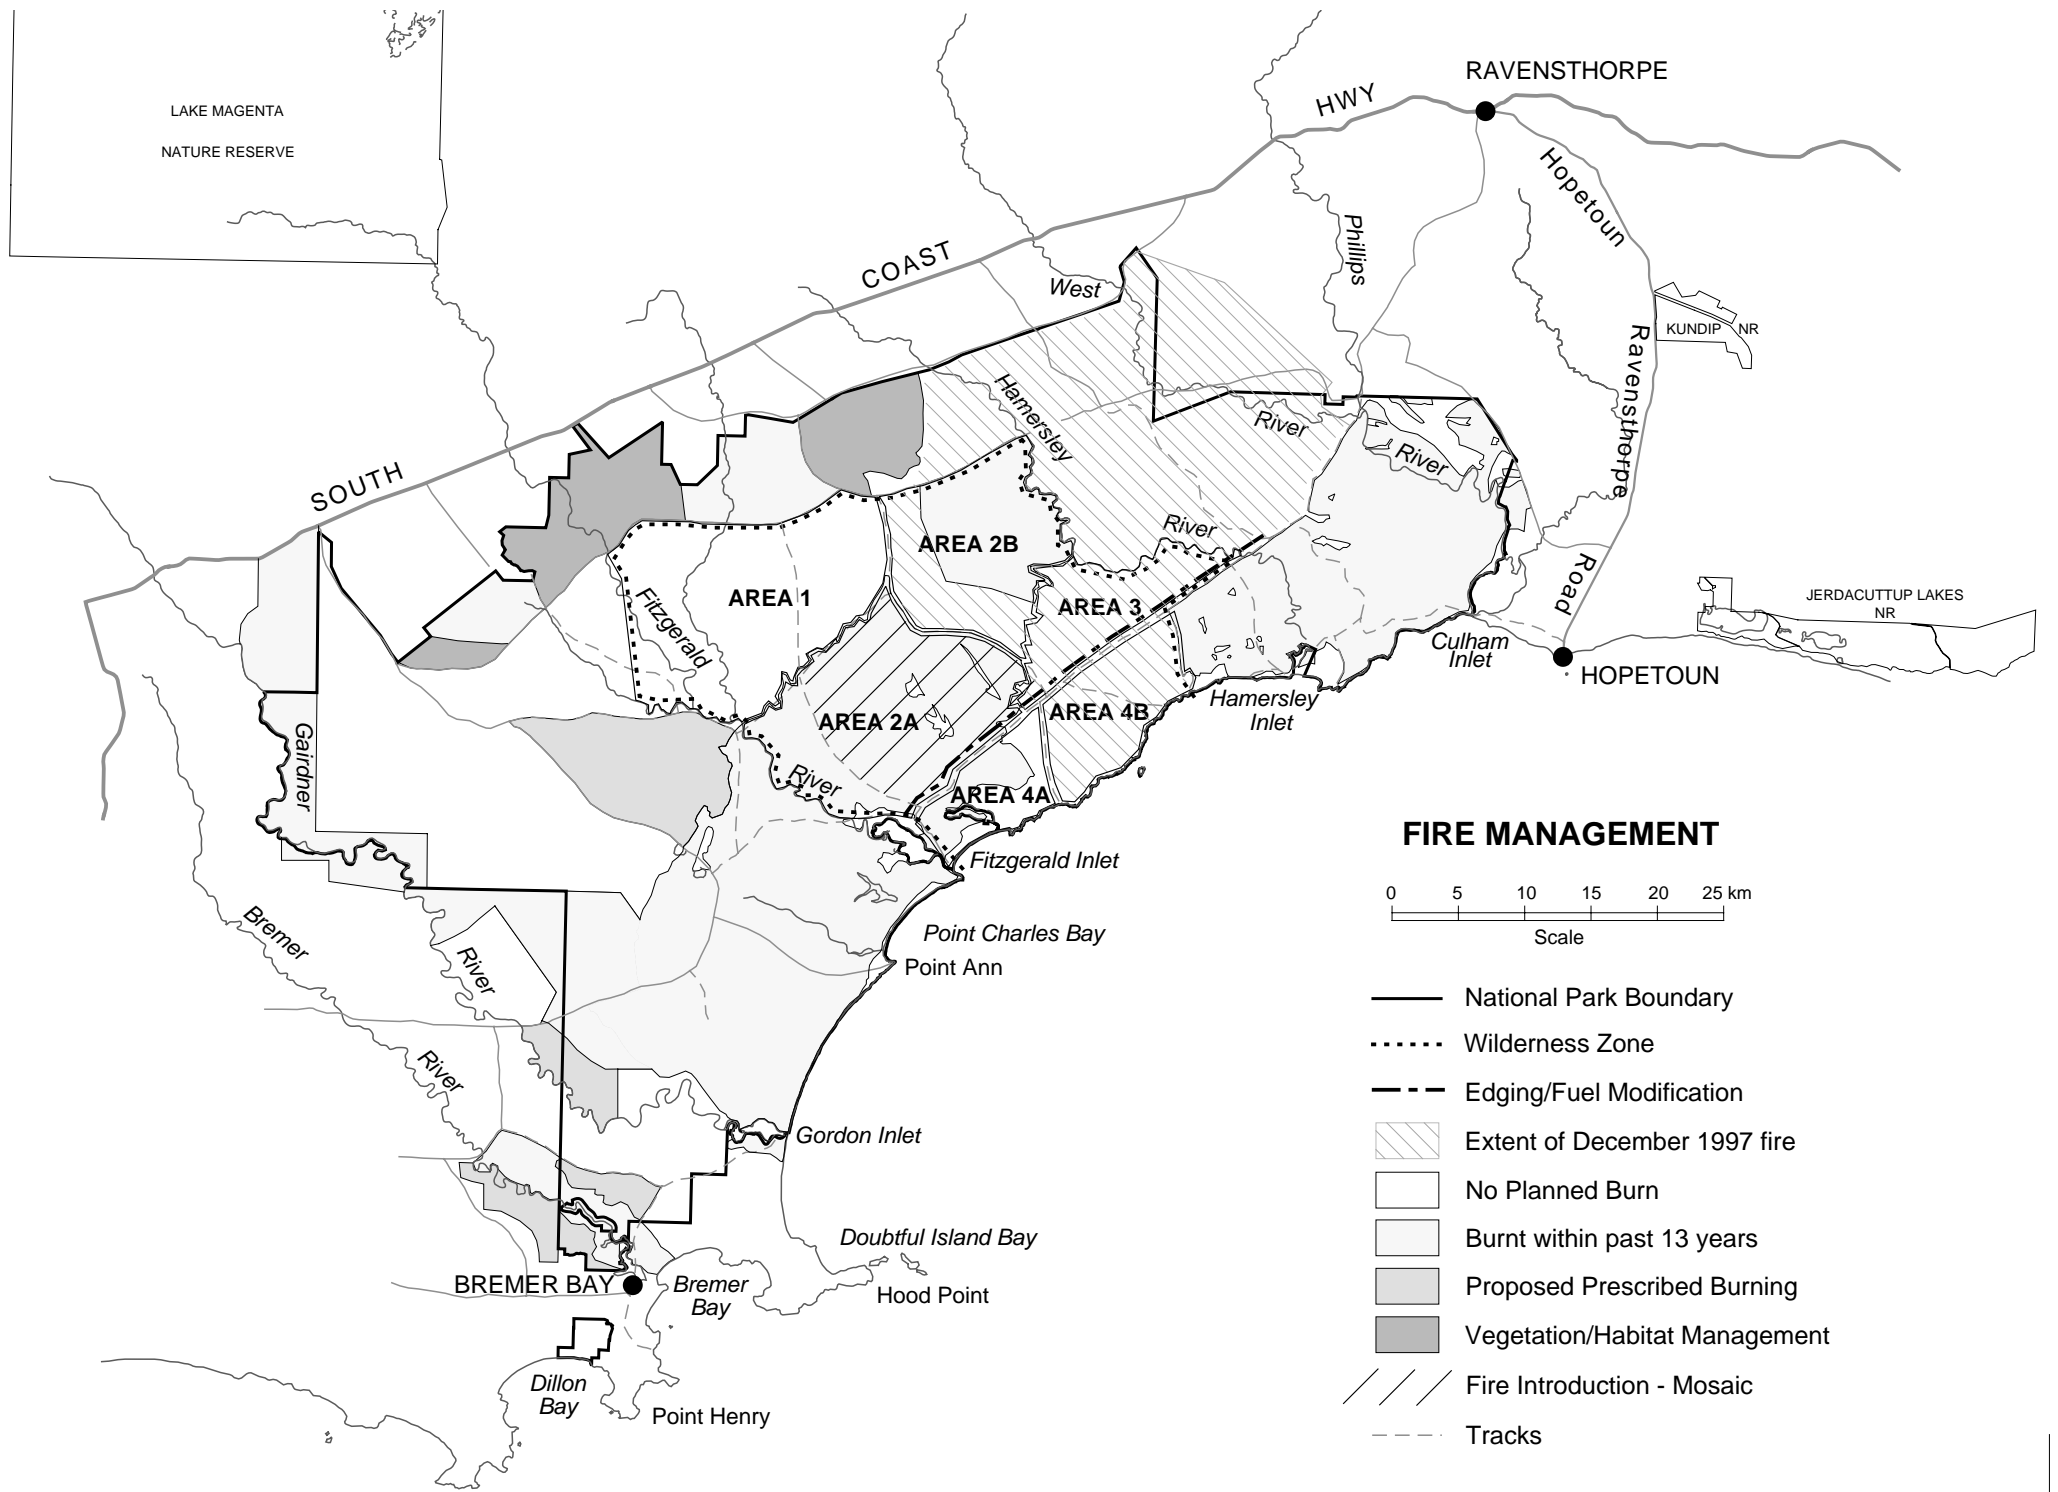 RAVENSTHORPE
HWY
LAKE MAGENTA
NATURE RESERVE
Hopetoun
Phillips
COAST
West
KUNDIP NR
Ravensthorpe
Hamersley
River
River
SOUTH
River
AREA 2B
Road
AREA 1
AREA 3
Fitzgerald
JERDACUTTUP LAKES
NR
Culham
Inlet
HOPETOUN
Hamersley
Inlet
AREA 2A
AREA 4B
Gairdner
River
AREA 4A
FIRE MANAGEMENT
Fitzgerald Inlet
0 5 10 15 20 25 km
Scale
Bremer
River
Point Charles Bay
Point Ann
National Park Boundary
Wilderness Zone
River
Edging/Fuel Modification
Gordon Inlet
Extent of December 1997 fire
No Planned Burn
Doubtful Island Bay
Burnt within past 13 years
BREMER BAY
Bremer
Bay
Hood Point
Proposed Prescribed Burning
Vegetation/Habitat Management
Dillon
Bay
Point Henry
Fire Introduction - Mosaic
Tracks